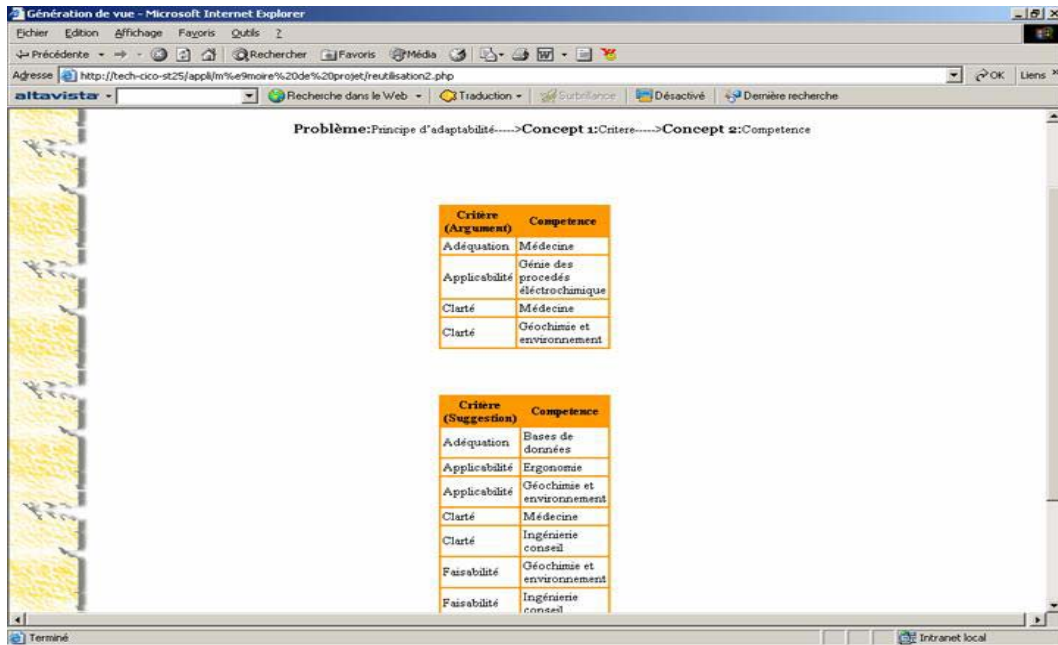 Génération de vue - Microsoft Internet Explorer
Fichier Edition Affichage Favoris Outils ?
Précédente Rechercher Favoris Média
Adresse http://tech-cico-st25/appli/m%e9moire%20de%20projet/reutilisation2.php OK Liens »
altavista Recherche dans le Web Traduction Surbrillance Désactivé Dernière recherche
Problème:Principe d'adaptabilité----->Concept 1:Critere----->Concept 2:Competence
Critère
(Argument) Competence
Adéquation Médecine
Applicabilité Génie des
procedés
éléctrochimique
Clarté Médecine
Clarté Géochimie et
environnement
Critère
(Suggestion) Competence
Adéquation Bases de
données
Applicabilité Ergonomie
Applicabilité Géochimie et
environnement
Clarté Médecine
Clarté Ingénierie
conseil
Faisabilité Géochimie et
environnement
Faisabilité Ingénierie
conseil
Terminé Intranet local